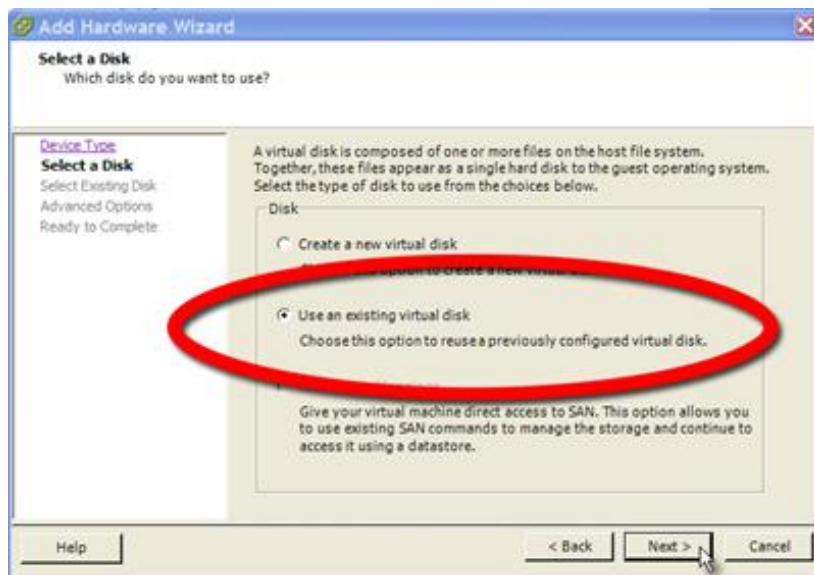 Add Hardware Wizard
Select a Disk
Which disk do you want to use?
Device Type
Select a Disk
Select Existing Disk
Advanced Options
Ready to Complete
A virtual disk is composed of one or more files on the host file system.
Together, these files appear as a single hard disk to the guest operating system.
Select the type of disk to use from the choices below.
Disk
Create a new virtual disk
option to create a new
Use an existing virtual disk
Choose this option to reuse a previously configured virtual disk.
Give your virtual machine direct access to SAN. This option allows you
to use existing SAN commands to manage the storage and continue to
access it using a datastore.
Help
< Back
Next >
Cancel